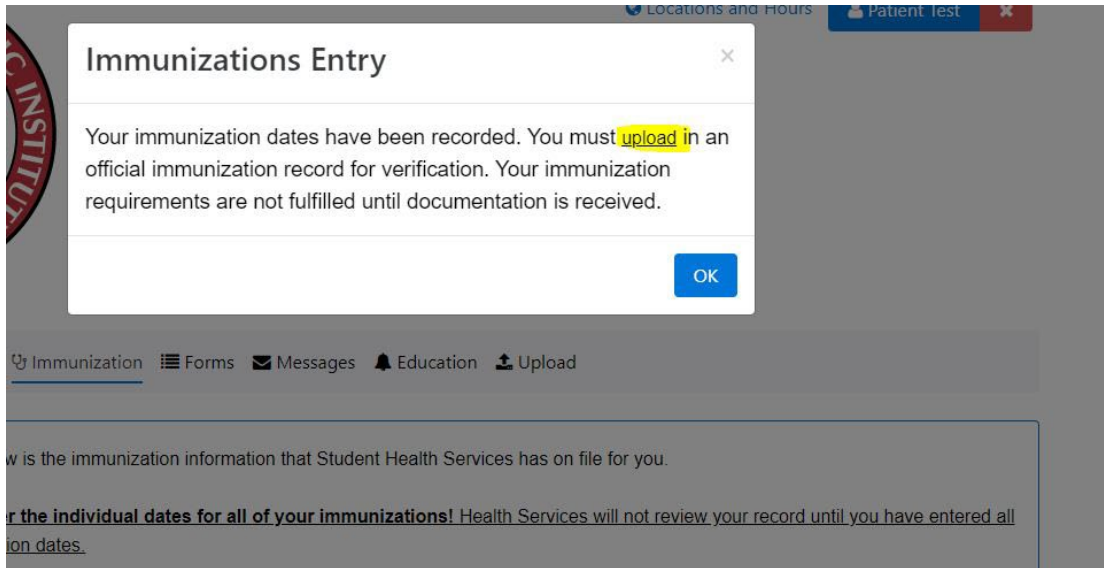 Locations and Hours
Patient Test
Immunizations Entry
Your immunization dates have been recorded. You must upload in an
official immunization record for verification. Your immunization
requirements are not fulfilled until documentation is received.
OK
IC INSTITUT
Immunization Forms Messages Education Upload
w is the immunization information that Student Health Services has on file for you.
r the individual dates for all of your immunizations! Health Services will not review your record until you have entered all
ion dates.